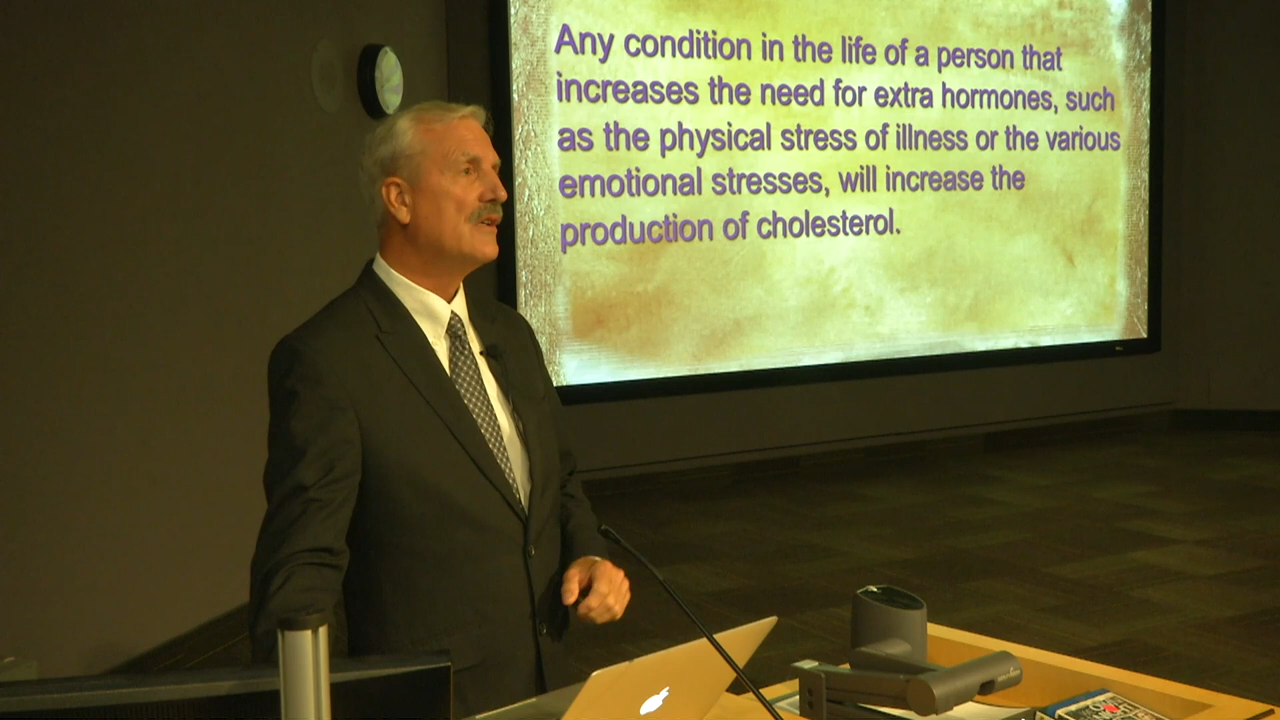 Any condition in the life of a person that
increases the need for extra hormones, such
as the physical stress of illness or the various
emotional stresses, will increase the
production of cholesterol.